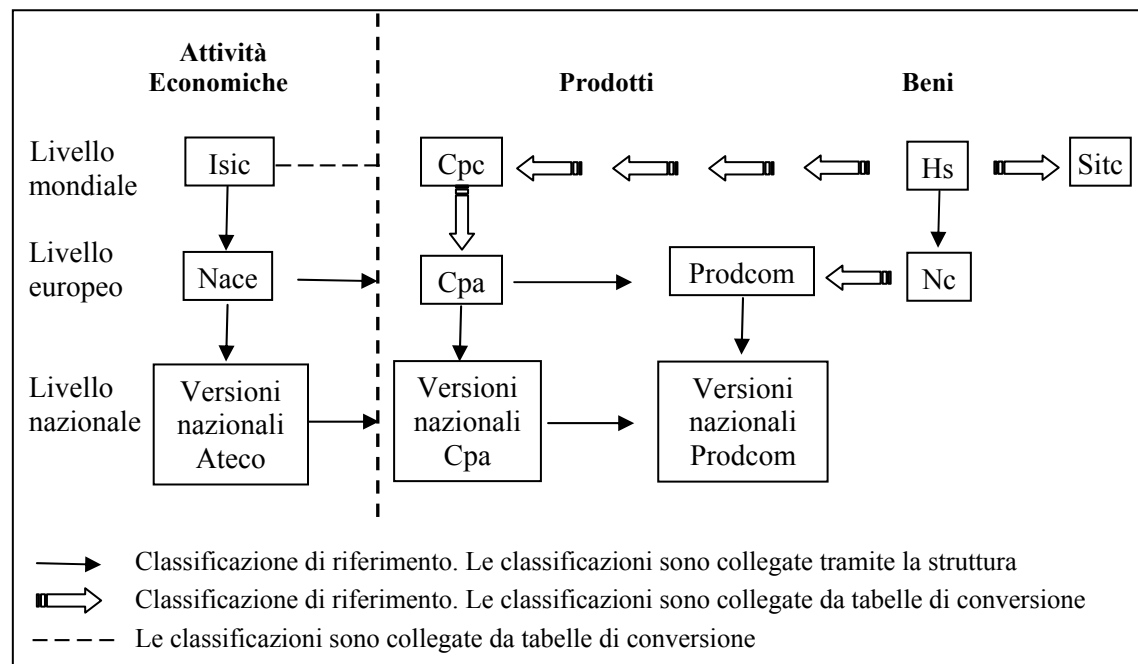 Attività
Economiche
Prodotti
Beni
Livello
mondiale
Isic
Cpc
Hs
Sitc
Livello
europeo
Nace
Cpa
Prodcom
Nc
Livello
nazionale
Versioni
nazionali
Ateco
Versioni
nazionali
Cpa
Versioni
nazionali
Prodcom
Classificazione di riferimento. Le classificazioni sono collegate tramite la struttura
Classificazione di riferimento. Le classificazioni sono collegate da tabelle di conversione
Le classificazioni sono collegate da tabelle di conversione